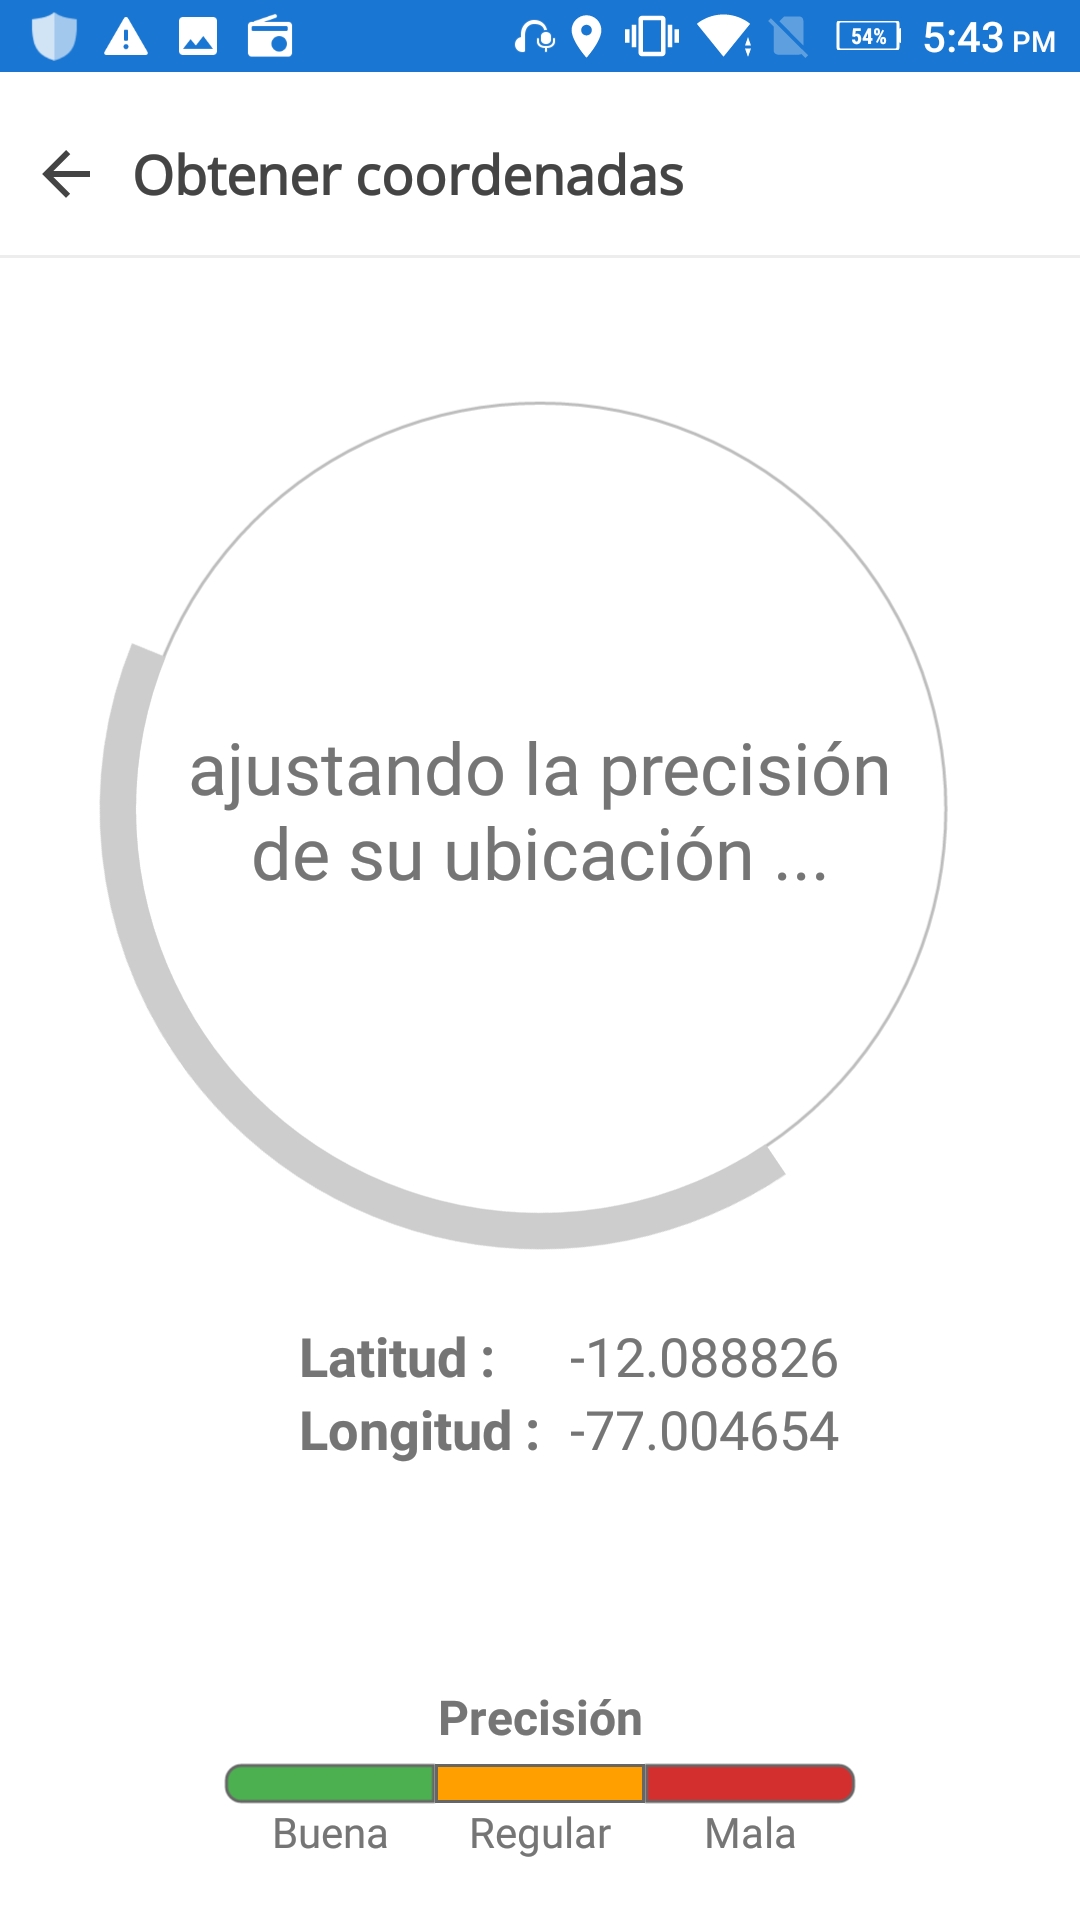 54% 5:43 PM
Obtener coordenadas
ajustando la precisión
de su ubicación ...
Latitud : -12.088826
Longitud : -77.004654
Precisión
Buena Regular Mala